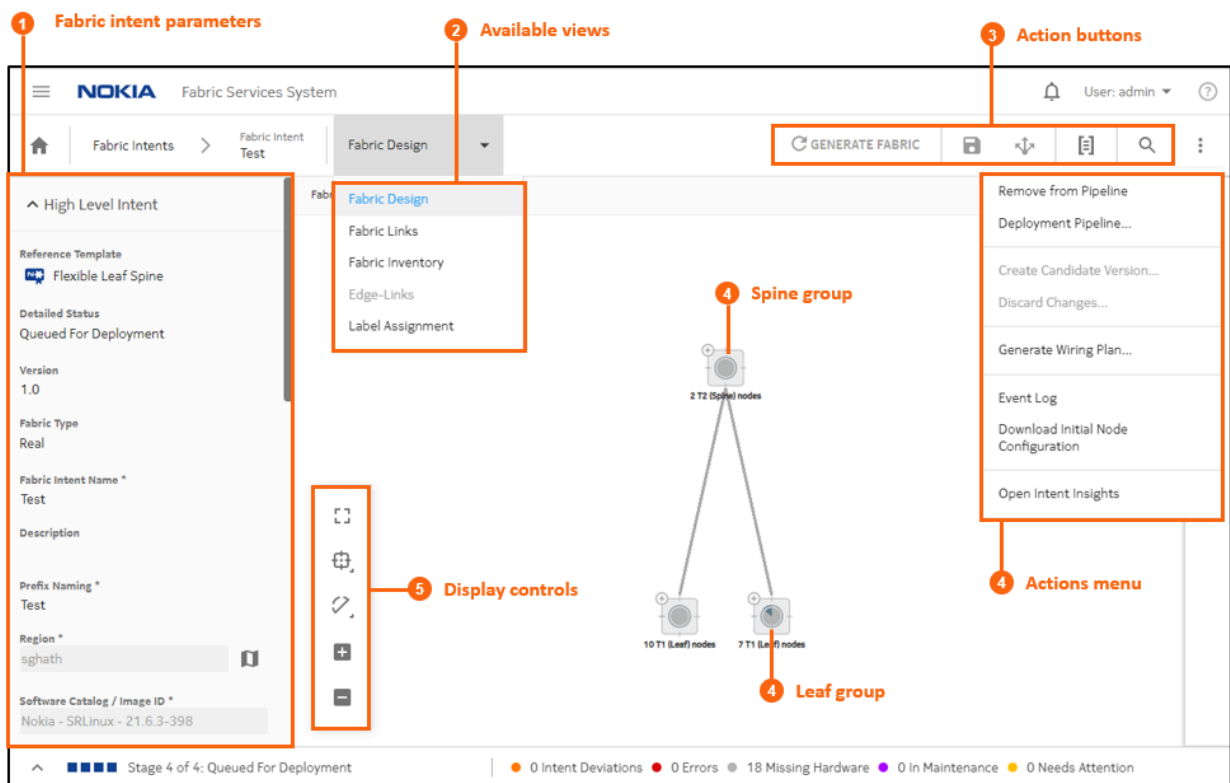 1 Fabric intent parameters
2 Available views
3 Action buttons
NOKIA Fabric Services System
User: admin
?
Fabric Intents
Fabric Intent
Test
Fabric Design
GENERATE FABRIC
High Level Intent
Reference Template
Flexible Leaf Spine
Detailed Status
Queued For Deployment
Version
1.0
Fabric Type
Real
Fabric Intent Name *
Test
Description
Prefix Naming *
Test
Region *
sghath
Software Catalog / Image ID *
Nokia - SRLinux - 21.6.3-398
Fabr
Fabric Design
Fabric Links
Fabric Inventory
Edge-Links
Label Assignment
4 Spine group
2 T2 (Spine) nodes
5 Display controls
10 T1 (Leaf) nodes
7 T1 (Leaf) nodes
4 Leaf group
Remove from Pipeline
Deployment Pipeline...
Create Candidate Version...
Discard Changes...
Generate Wiring Plan...
Event Log
Download Initial Node
Configuration
Open Intent Insights
4 Actions menu
Stage 4 of 4: Queued For Deployment
0 Intent Deviations
0 Errors
18 Missing Hardware
0 In Maintenance
0 Needs Attention